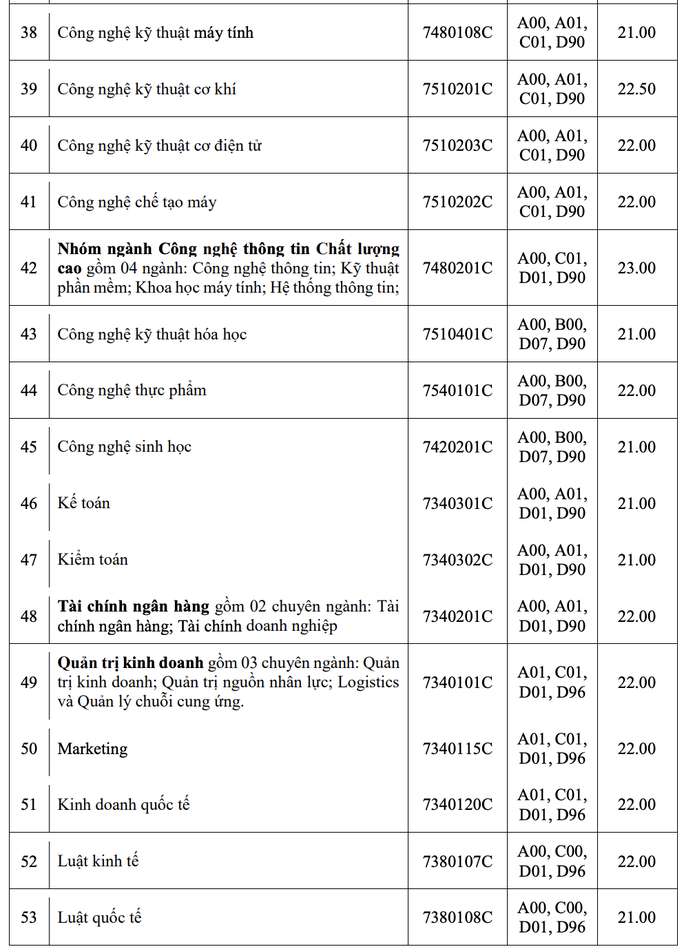 38 Công nghệ kỹ thuật máy tính 7480108C A00, A01, 21.00
C01, D90
39 Công nghệ kỹ thuật cơ khí 7510201C A00, A01, 22.50
C01, D90
40 Công nghệ kỹ thuật cơ điện tử 7510203C A00, A01, 22.00
C01, D90
41 Công nghệ chế tạo máy 7510202C A00, A01, 22.00
C01, D90
Nhóm ngành Công nghệ thông tin Chất lượng
42 cao gồm 04 ngành: Công nghệ thông tin; Kỹ thuật 7480201C A00, C01, 23.00
phần mềm; Khoa học máy tính; Hệ thống thông tin; D01, D90
43 Công nghệ kỹ thuật hóa học 7510401C A00, B00, 21.00
D07, D90
44 Công nghệ thực phẩm 7540101C A00, B00, 22.00
D07, D90
45 Công nghệ sinh học 7420201C A00, B00, 21.00
D07, D90
46 Kế toán 7340301C A00, A01, 21.00
D01, D90
47 Kiểm toán 7340302C A00, A01, 21.00
D01, D90
48 Tài chính ngân hàng gồm 02 chuyên ngành: Tài 7340201C A00, A01, 22.00
chính ngân hàng; Tài chính doanh nghiệp D01, D90
Quản trị kinh doanh gồm 03 chuyên ngành: Quản
49 trị kinh doanh; Quản trị nguồn nhân lực; Logistics 7340101C A01, C01, 22.00
và Quản lý chuỗi cung ứng. D01, D96
50 Marketing 7340115C A01, C01, 22.00
D01, D96
51 Kinh doanh quốc tế 7340120C A01, C01, 22.00
D01, D96
52 Luật kinh tế 7380107C A00, C00, 22.00
D01, D96
53 Luật quốc tế 7380108C A00, C00, 21.00
D01, D96